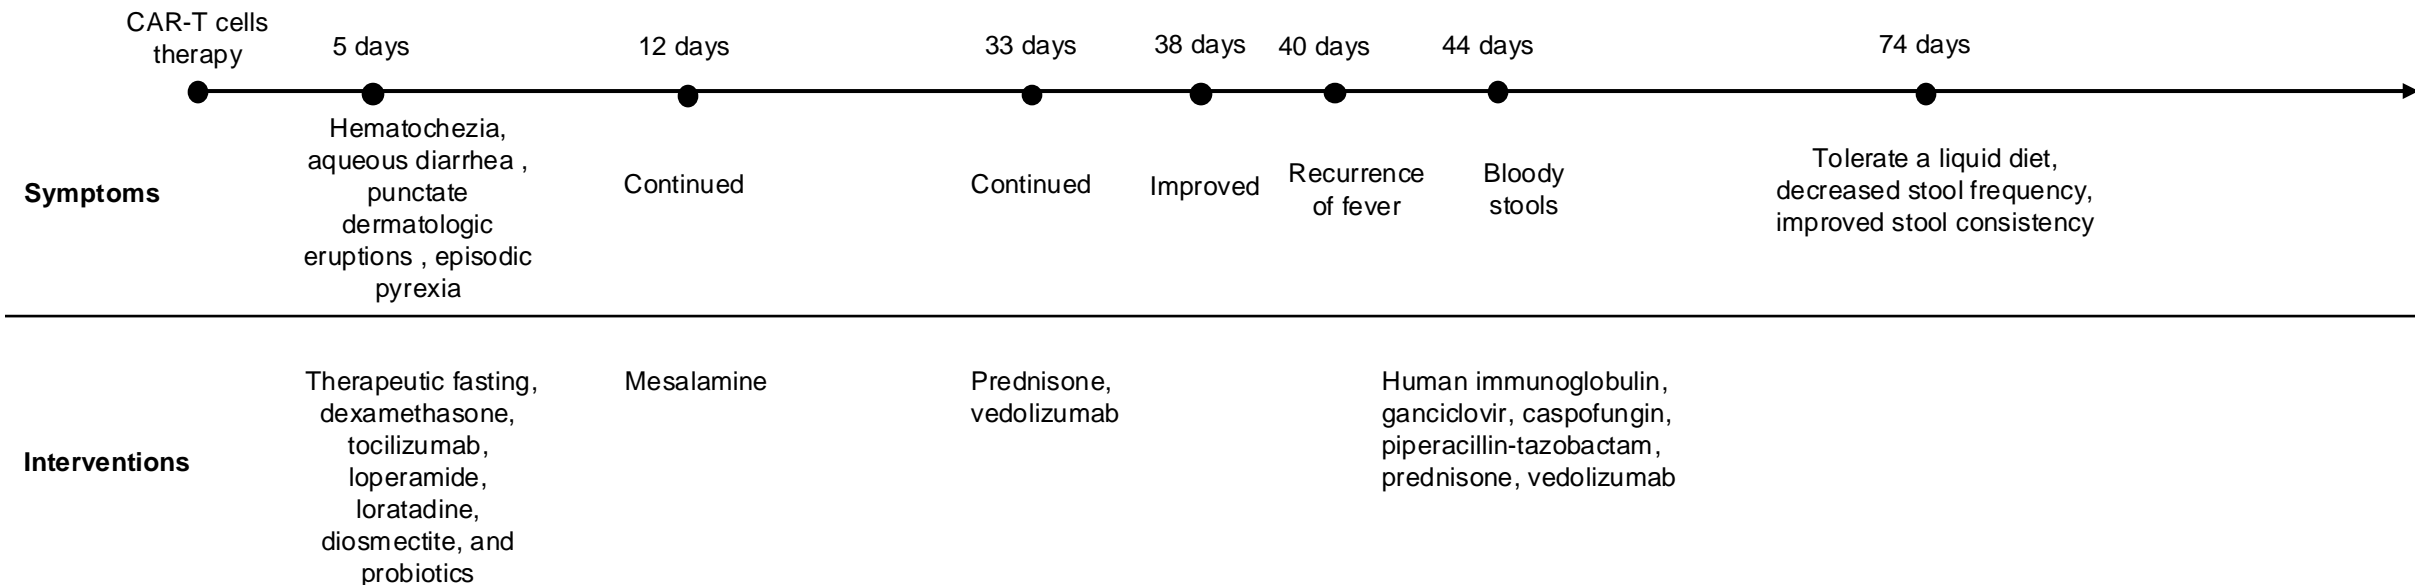 CAR-T cells
therapy
5 days
12 days
33 days
38 days
40 days
44 days
74 days
Symptoms
Hematochezia,
aqueous diarrhea ,
punctate
dermatologic
eruptions , episodic
pyrexia
Continued
Continued
Improved
Recurrence
of fever
Bloody
stools
Tolerate a liquid diet,
decreased stool frequency,
improved stool consistency
Interventions
Therapeutic fasting,
dexamethasone,
tocilizumab,
loperamide,
loratadine,
diosmectite, and
probiotics
Mesalamine
Prednisone,
vedolizumab
Human immunoglobulin,
ganciclovir, caspofungin,
piperacillin-tazobactam,
prednisone, vedolizumab